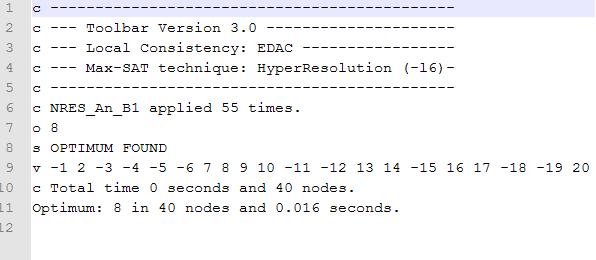 1 c ---------------------------------------------
2 c --- Toolbar Version 3.0 ---------------------
3 c --- Local Consistency: EDAC -----------------
4 c --- Max-SAT technique: HyperResolution (-l6)-
5 c ---------------------------------------------
6 c NRES_An_B1 applied 55 times.
7 o 8
8 s OPTIMUM FOUND
9 v -1 2 -3 -4 -5 -6 7 8 9 10 -11 -12 13 14 -15 16 17 -18 -19 20
10 c Total time 0 seconds and 40 nodes.
11 Optimum: 8 in 40 nodes and 0.016 seconds.
12